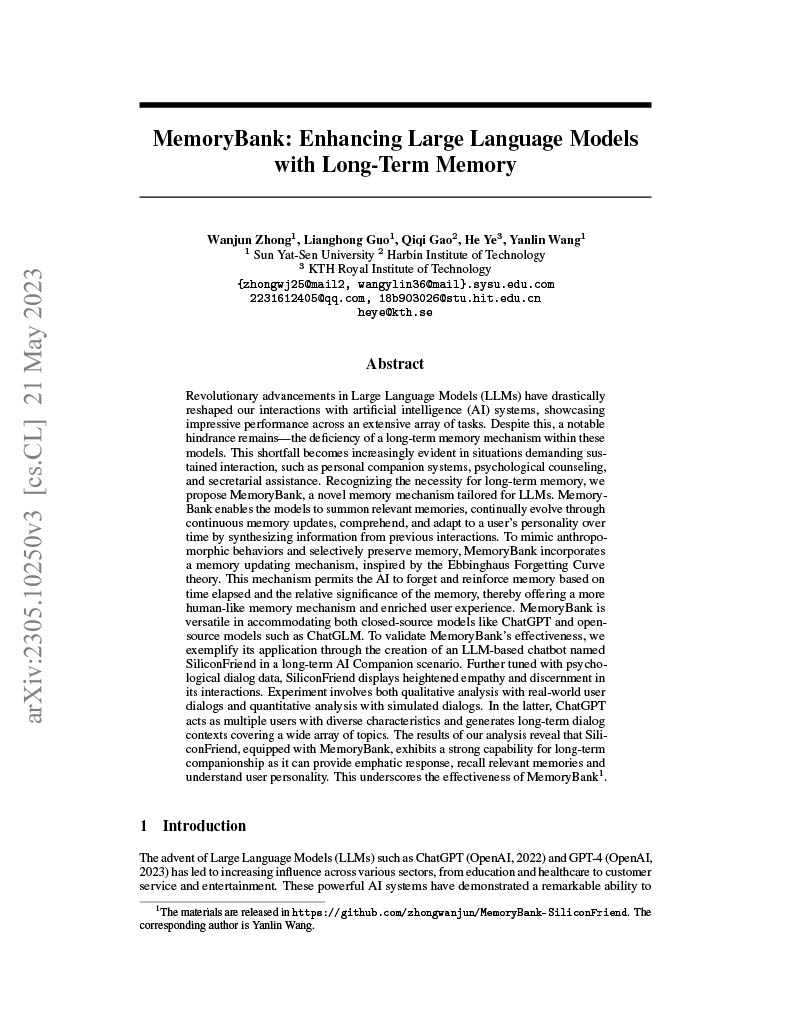 MemoryBank: Enhancing Large Language Models
with Long-Term Memory
Wanjun Zhong1, Lianghong Guo1, Qiqi Gao2, He Ye3, Yanlin Wang1
1 Sun Yat-Sen University 2 Harbin Institute of Technology
3 KTH Royal Institute of Technology
{zhongwj25@mail2, wangylin36@mail}.sysu.edu.com
2231612405@qq.com, 18b903026@stu.hit.edu.cn
heye@kth.se
arXiv:2305.10250v3 [cs.CL] 21 May 2023
Abstract
Revolutionary advancements in Large Language Models (LLMs) have drastically
reshaped our interactions with artificial intelligence (AI) systems, showcasing
impressive performance across an extensive array of tasks. Despite this, a notable
hindrance remains—the deficiency of a long-term memory mechanism within these
models. This shortfall becomes increasingly evident in situations demanding sus-
tained interaction, such as personal companion systems, psychological counseling,
and secretarial assistance. Recognizing the necessity for long-term memory, we
propose MemoryBank, a novel memory mechanism tailored for LLMs. Memory-
Bank enables the models to summon relevant memories, continually evolve through
continuous memory updates, comprehend, and adapt to a user's personality over
time by synthesizing information from previous interactions. To mimic anthropo-
morphic behaviors and selectively preserve memory, MemoryBank incorporates
a memory updating mechanism, inspired by the Ebbinghaus Forgetting Curve
theory. This mechanism permits the AI to forget and reinforce memory based on
time elapsed and the relative significance of the memory, thereby offering a more
human-like memory mechanism and enriched user experience. MemoryBank is
versatile in accommodating both closed-source models like ChatGPT and open-
source models such as ChatGLM. To validate MemoryBank's effectiveness, we
exemplify its application through the creation of an LLM-based chatbot named
SiliconFriend in a long-term AI Companion scenario. Further tuned with psycho-
logical dialog data, SiliconFriend displays heightened empathy and discernment in
its interactions. Experiment involves both qualitative analysis with real-world user
dialogs and quantitative analysis with simulated dialogs. In the latter, ChatGPT
acts as multiple users with diverse characteristics and generates long-term dialog
contexts covering a wide array of topics. The results of our analysis reveal that Sili-
conFriend, equipped with MemoryBank, exhibits a strong capability for long-term
companionship as it can provide emphatic response, recall relevant memories and
understand user personality. This underscores the effectiveness of MemoryBank1.
1 Introduction
The advent of Large Language Models (LLMs) such as ChatGPT (OpenAI, 2022) and GPT-4 (OpenAI,
2023) has led to increasing influence across various sectors, from education and healthcare to customer
service and entertainment. These powerful AI systems have demonstrated a remarkable ability to
1The materials are released in https://github.com/zhongwanjun/MemoryBank-SiliconFriend. The
corresponding author is Yanlin Wang.